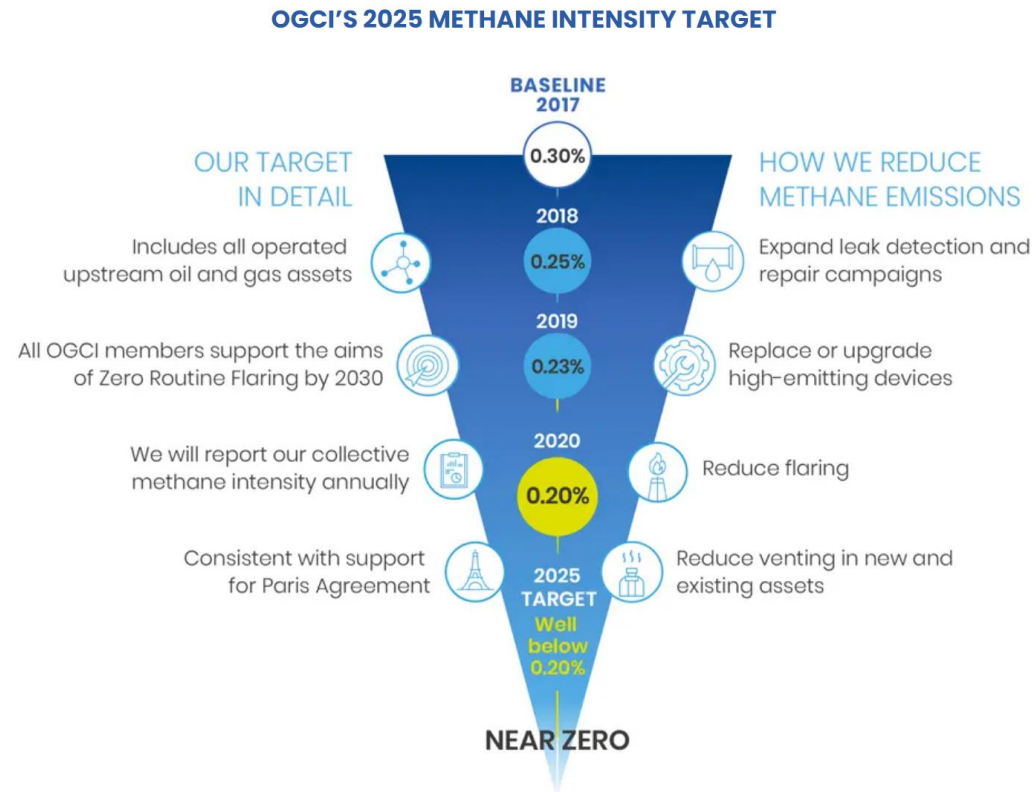 OGCI'S 2025 METHANE INTENSITY TARGET
BASELINE
2017
0.30%
2018
0.25%
2019
0.23%
2020
0.20%
2025
TARGET
Well
below
0.20%
NEAR ZERO
OUR TARGET
IN DETAIL
Includes all operated
upstream oil and gas assets
All OGCI members support the aims
of Zero Routine Flaring by 2030
We will report our collective
methane intensity annually
Consistent with support
for Paris Agreement
HOW WE REDUCE
METHANE EMISSIONS
Expand leak detection and
repair campaigns
Replace or upgrade
high-emitting devices
Reduce flaring
Reduce venting in new and
existing assets